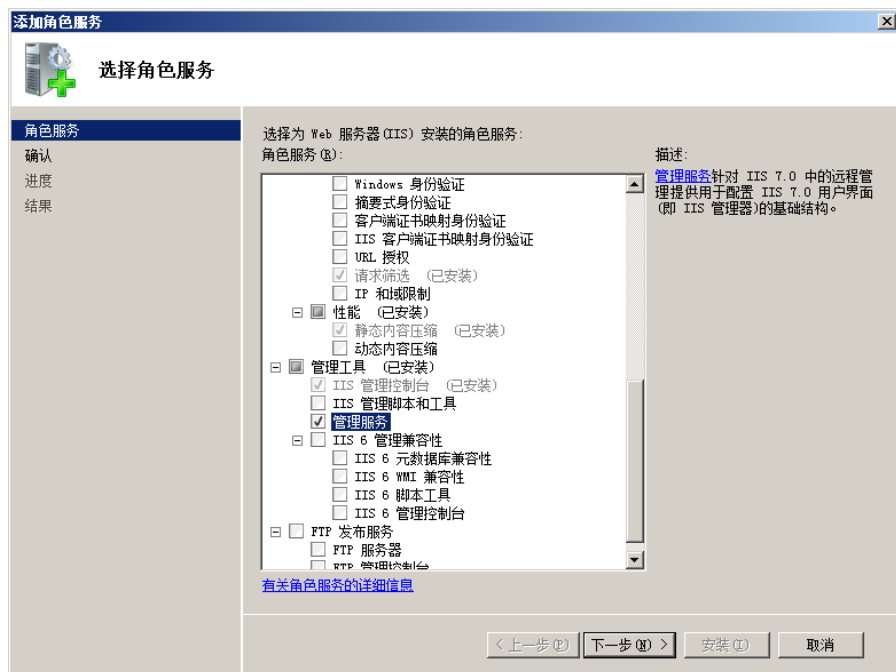 添加角色服务
选择角色服务
角色服务
确认
进度
结果
选择为 Web 服务器(IIS) 安装的角色服务:
角色服务(R):
Windows 身份验证
摘要式身份验证
客户端证书映射身份验证
IIS 客户端证书映射身份验证
URL 授权
请求筛选 (已安装)
IP 和域限制
性能 (已安装)
静态内容压缩 (已安装)
动态内容压缩
管理工具 (已安装)
IIS 管理控制台 (已安装)
IIS 管理脚本和工具
管理服务
IIS 6 管理兼容性
IIS 6 元数据库兼容性
IIS 6 WMI 兼容性
IIS 6 脚本工具
IIS 6 管理控制台
FTP 发布服务
FTP 服务器
FTP 管理控制台
有关角色服务的详细信息
描述:
管理服务针对 IIS 7.0 中的远程管
理提供用于配置 IIS 7.0 用户界面
(即 IIS 管理器)的基础结构。
< 上一步(P)
下一步(N) >
安装(I)
取消